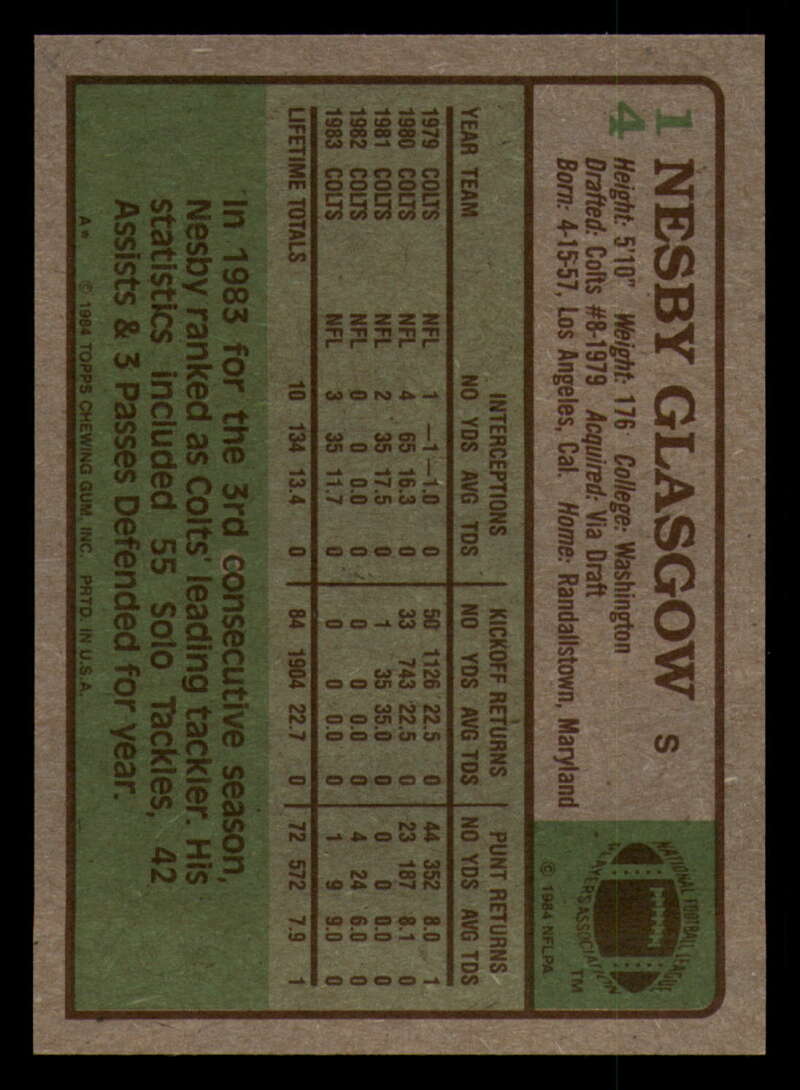 14
NESBY GLASGOW S
Height: 5'10" Weight: 176 College: Washington
Drafted: Colts #8-1979 Acquired: Via Draft
Born: 4-15-57, Los Angeles, Cal. Home: Randallstown, Maryland
NATIONAL FOOTBALL LEAGUE
PLAYERS ASSOCIATION
TM
© 1984 NFLPA
INTERCEPTIONS KICKOFF RETURNS PUNT RETURNS
YEAR TEAM NO YDS AVG TDS NO YDS AVG TDS NO YDS AVG TDS
1979 COLTS NFL 1 —1 —1.0 0 50 1126 22.5 0 44 352 8.0 1
1980 COLTS NFL 4 65 16.3 0 33 743 22.5 0 23 187 8.1 0
1981 COLTS NFL 2 35 17.5 0 1 35 35.0 0 0 0 0.0 0
1982 COLTS NFL 0 0 0.0 0 0 0 0.0 0 4 24 6.0 0
1983 COLTS NFL 3 35 11.7 0 0 0 0.0 0 1 9 9.0 0
LIFETIME TOTALS 10 134 13.4 0 84 1904 22.7 0 72 572 7.9 1
In 1983 for the 3rd consecutive season,
Nesby ranked as Colts' leading tackler. His
statistics included 55 Solo Tackles, 42
Assists & 3 Passes Defended for year.
A* © 1984 TOPPS CHEWING GUM, INC. PRTD. IN U.S.A.